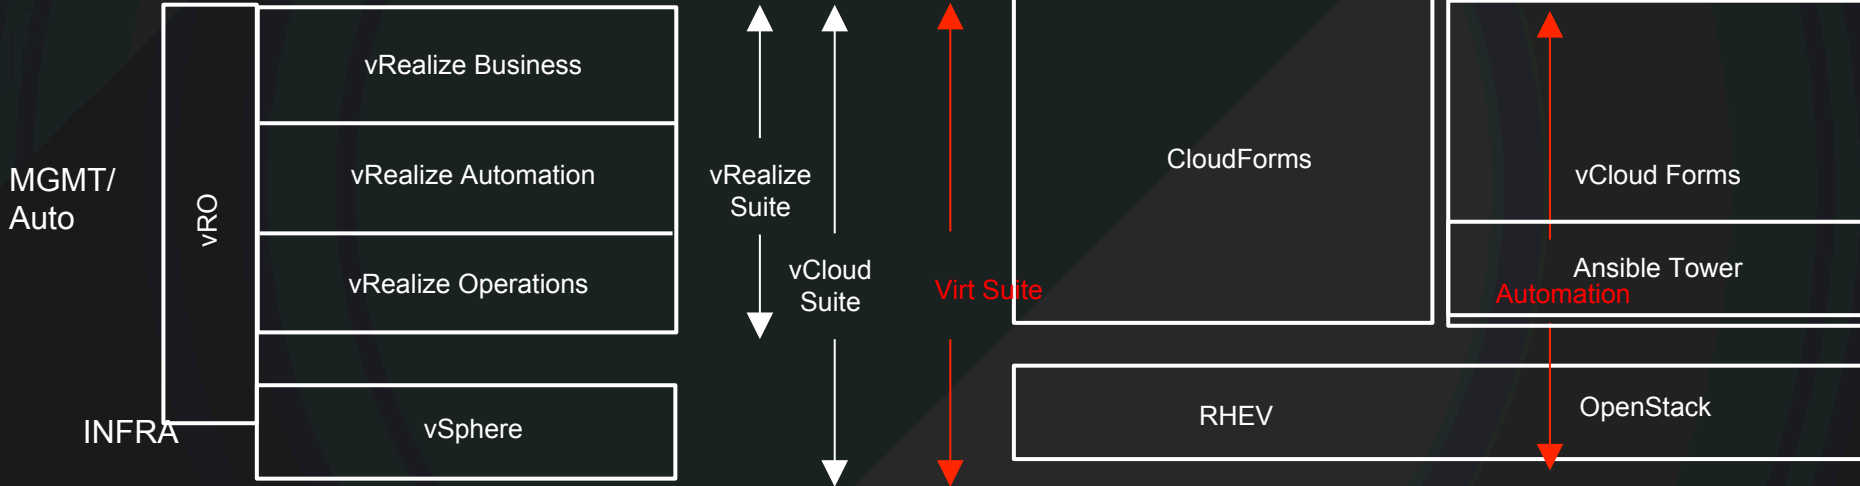 MGMT/
Auto
INFRA
vRO
vRealize Business
vRealize Automation
vRealize Operations
vSphere
vRealize
Suite
vCloud
Suite
Virt Suite
CloudForms
RHEV
vCloud Forms
Ansible Tower
Automation
OpenStack